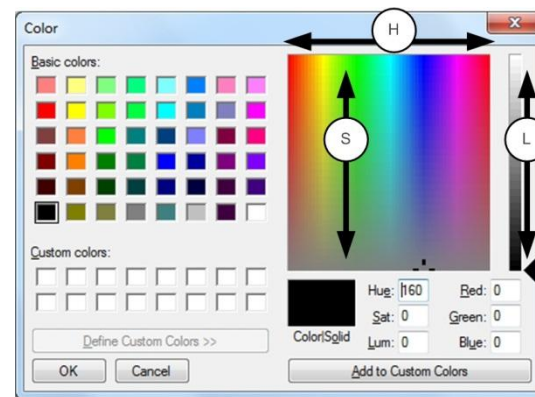 Color
H
Basic colors:
S
L
Custom colors:
Hue: 160
Red: 0
Sat: 0
Green: 0
Color|Solid
Lum: 0
Blue: 0
Define Custom Colors >>
OK
Cancel
Add to Custom Colors